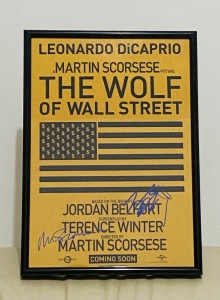 LEONARDO DiCAPRIO
A MARTIN SCORSESE PICTURE
THE WOLF
OF WALL STREET
BASED ON THE BOOK BY
JORDAN BELFORT
SCREENPLAY BY
TERENCE WINTER
DIRECTED BY
MARTIN SCORSESE
COMING SOON